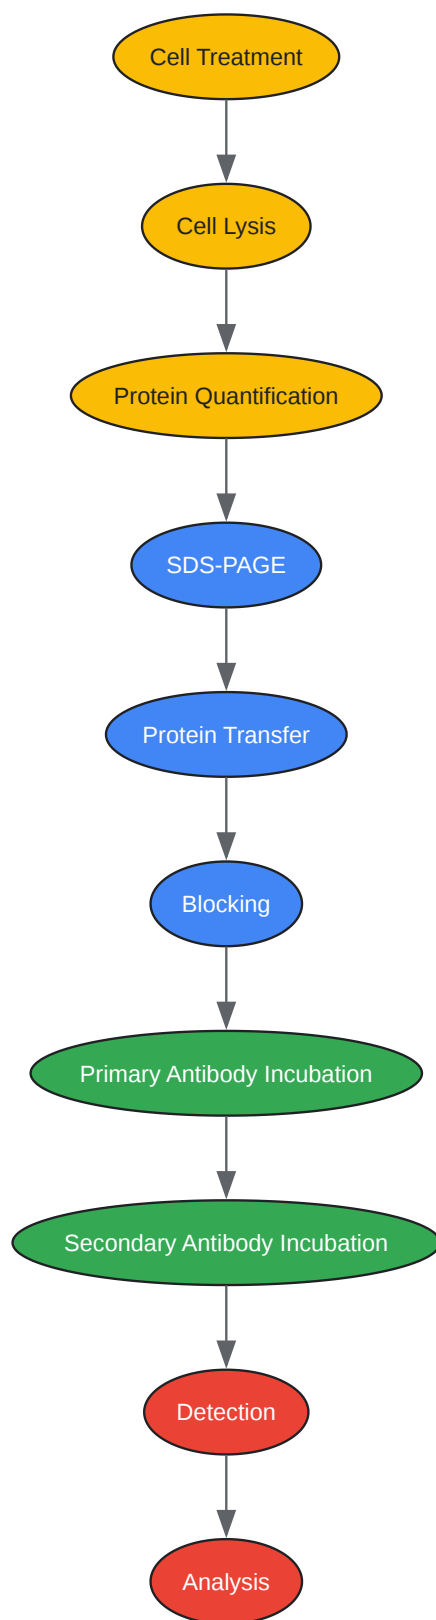 Cell Treatment
Cell Lysis
Protein Quantification
SDS-PAGE
Protein Transfer
Blocking
Primary Antibody Incubation
Secondary Antibody Incubation
Detection
Analysis